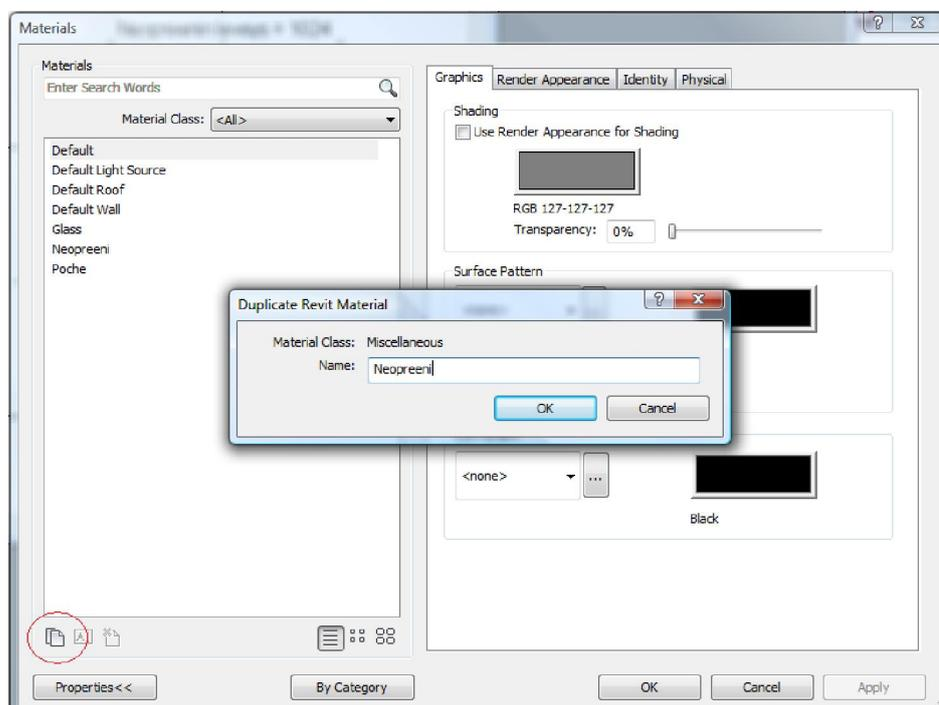 Materials
Materials
Enter Search Words
Material Class: <All>
Default
Default Light Source
Default Roof
Default Wall
Glass
Neopreeni
Poche
Properties<<
By Category
Graphics
Render Appearance
Identity
Physical
Shading
Use Render Appearance for Shading
RGB 127-127-127
Transparency: 0%
Surface Pattern
Duplicate Revit Material
Material Class: Miscellaneous
Name: Neopreeni
OK
Cancel
<none>
...
Black
OK
Cancel
Apply